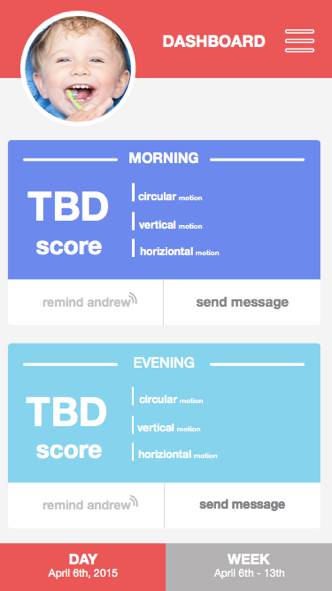 DASHBOARD
MORNING
TBD
score
circular motion
vertical motion
horiziontal motion
remind andrew
send message
EVENING
TBD
score
circular motion
vertical motion
horiziontal motion
remind andrew
send message
DAY
April 6th, 2015
WEEK
April 6th - 13th